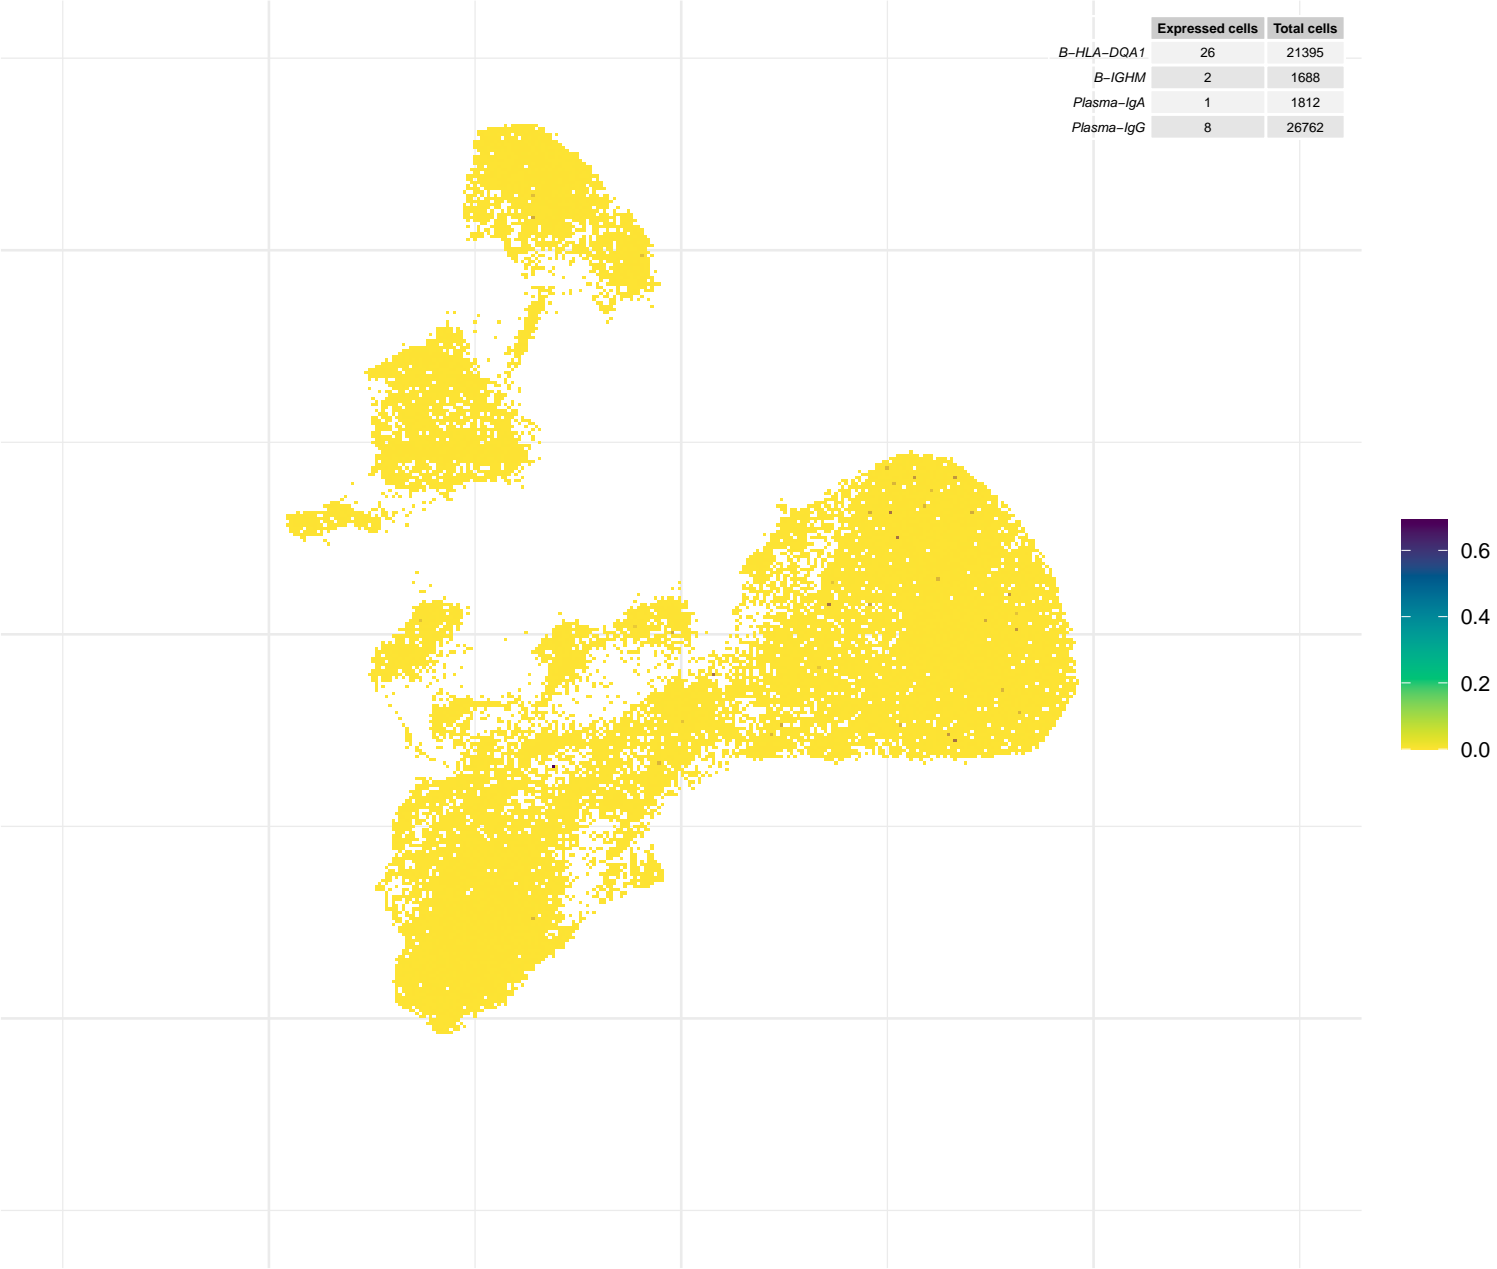 Expressed cells Total cells
B−HLA−DQA1 26 21395
B−IGHM 2 1688
Plasma−IgA 1 1812
Plasma−IgG 8 26762
0.6
0.4
0.2
0.0